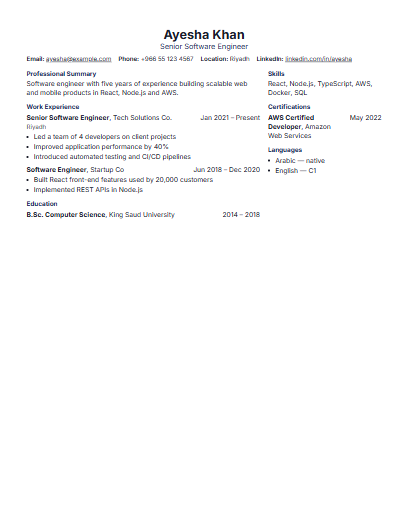 Ayesha Khan
Senior Software Engineer
Email: ayesha@example.com Phone: +966 55 123 4567 Location: Riyadh LinkedIn: linkedin.com/in/ayesha
Professional Summary
Software engineer with five years of experience building scalable web
and mobile products in React, Node.js and AWS.
Work Experience
Senior Software Engineer, Tech Solutions Co. Jan 2021 – Present
Riyadh
• Led a team of 4 developers on client projects
• Improved application performance by 40%
• Introduced automated testing and CI/CD pipelines
Software Engineer, Startup Co Jun 2018 – Dec 2020
• Built React front-end features used by 20,000 customers
• Implemented REST APIs in Node.js
Education
B.Sc. Computer Science, King Saud University 2014 – 2018
Skills
React, Node.js, TypeScript, AWS,
Docker, SQL
Certifications
AWS Certified May 2022
Developer, Amazon
Web Services
Languages
• Arabic — native
• English — C1